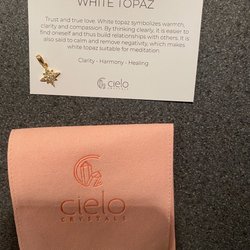 WHITE TOPAZ
Trust and true love. White topaz symbolizes warmth,
clarity and compassion. By thinking clearly, it is easier to
find oneself and thus build relationships with others. It is
also said to calm and remove negativity, which makes
white topaz suitable for meditation.
Clarity - Harmony - Healing
cielo
CRYSTALS
cielo
CRYSTALS